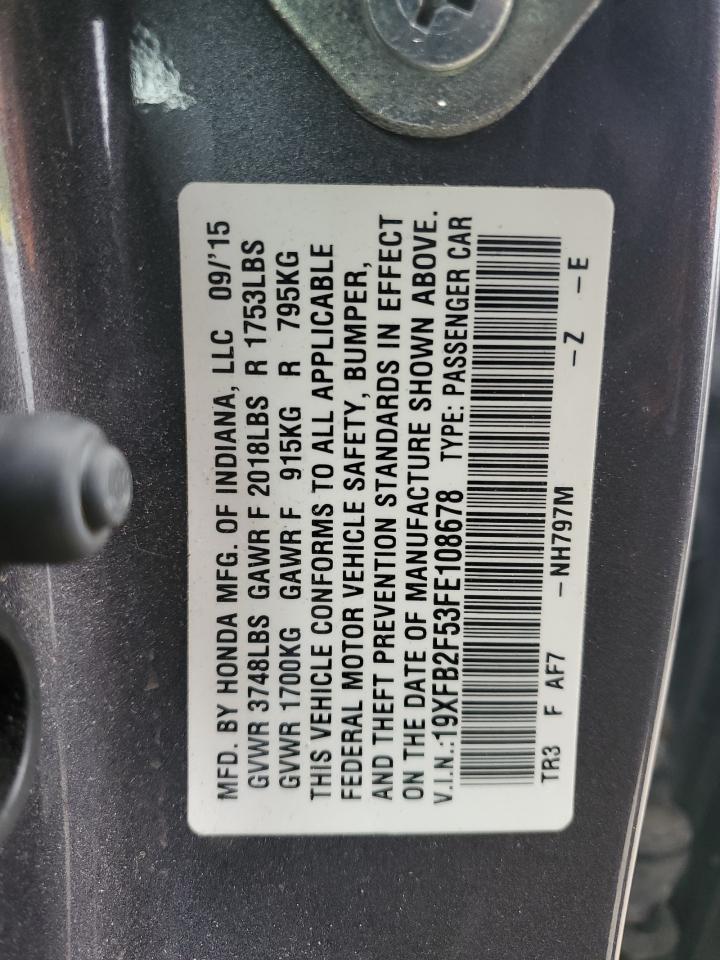 MFD. BY HONDA MFG. OF INDIANA, LLC 09/'15
GVWR 3748LBS GAWR F 2018LBS R 1753LBS
GVWR 1700KG GAWR F 915KG R 795KG
THIS VEHICLE CONFORMS TO ALL APPLICABLE
FEDERAL MOTOR VEHICLE SAFETY, BUMPER,
AND THEFT PREVENTION STANDARDS IN EFFECT
ON THE DATE OF MANUFACTURE SHOWN ABOVE.
V.I.N.:19XFB2F53FE108678 TYPE: PASSENGER CAR
TR3 F AF7 -NH797M -Z -E